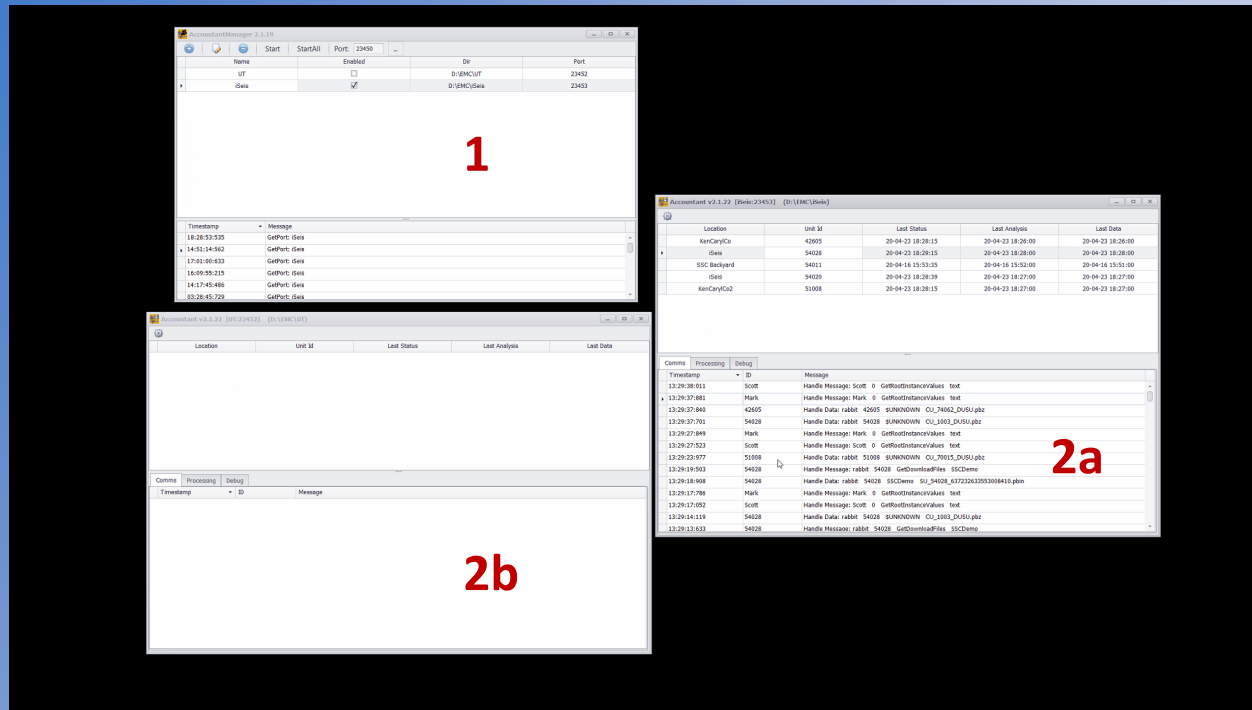 AccountantManager 2.1.19
Start StartAll Port: 23450 ...
Name Enabled Dir Port
UT D:\EMC\UT 23452
iSeis D:\EMC\iSeis 23453
1
Timestamp Message
18:28:53:535 GetPort: iSeis
14:51:14:562 GetPort: iSeis
17:01:00:633 GetPort: iSeis
16:09:55:215 GetPort: iSeis
14:17:45:486 GetPort: iSeis
03:28:45:729 GetPort: iSeis
Accountant v2.1.22 [iSeis:23453] {D:\EMC\iSeis}
Location Unit Id Last Status Last Analysis Last Data
KenCarylCo 42605 20-04-23 18:28:15 20-04-23 18:26:00 20-04-23 18:26:00
iSeis 54028 20-04-23 18:29:15 20-04-23 18:28:00 20-04-23 18:28:00
SSC Backyard 54011 20-04-16 15:53:35 20-04-16 15:52:00 20-04-16 15:51:00
iSeis 54020 20-04-23 18:28:39 20-04-23 18:27:00 20-04-23 18:27:00
KenCarylCo2 51008 20-04-23 18:28:15 20-04-23 18:27:00 20-04-23 18:27:00
Comms Processing Debug
Timestamp ID Message
13:29:38:011 Scott Handle Message: Scott 0 GetRootInstanceValues text
13:29:37:881 Mark Handle Message: Mark 0 GetRootInstanceValues text
13:29:37:840 42605 Handle Data: rabbit 42605 $UNKNOWN CU_74062_DUSU.pbz
13:29:37:701 54028 Handle Data: rabbit 54028 $UNKNOWN CU_1003_DUSU.pbz
13:29:27:849 Mark Handle Message: Mark 0 GetRootInstanceValues text
13:29:27:523 Scott Handle Message: Scott 0 GetRootInstanceValues text
13:29:23:977 51008 Handle Data: rabbit 51008 $UNKNOWN CU_70015_DUSU.pbz
13:29:19:503 54028 Handle Message: rabbit 54028 GetDownloadFiles SSCDemo
13:29:18:908 54028 Handle Data: rabbit 54028 SSCDemo SU_54028_637232633553008410.pbin
13:29:17:786 Mark Handle Message: Mark 0 GetRootInstanceValues text
13:29:17:052 Scott Handle Message: Scott 0 GetRootInstanceValues text
13:29:14:119 54028 Handle Data: rabbit 54028 $UNKNOWN CU_1003_DUSU.pbz
13:29:13:633 54028 Handle Message: rabbit 54028 GetDownloadFiles SSCDemo
2a
Accountant v2.1.22 [UT:23452] {D:\EMC\UT}
Location Unit Id Last Status Last Analysis Last Data
Comms Processing Debug
Timestamp ID Message
2b